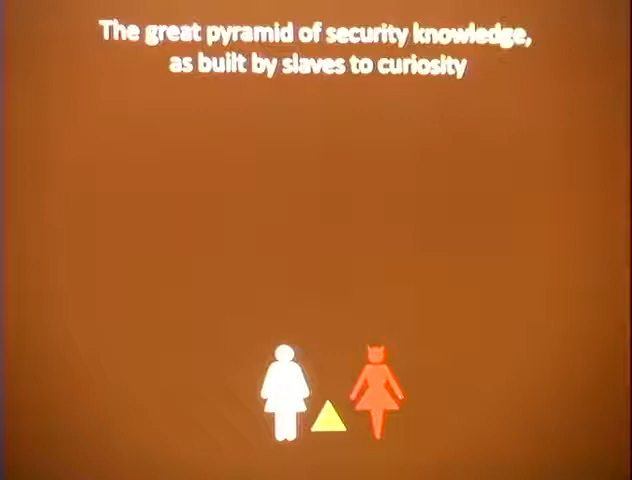 The great pyramid of security knowledge,
as built by slaves to curiosity